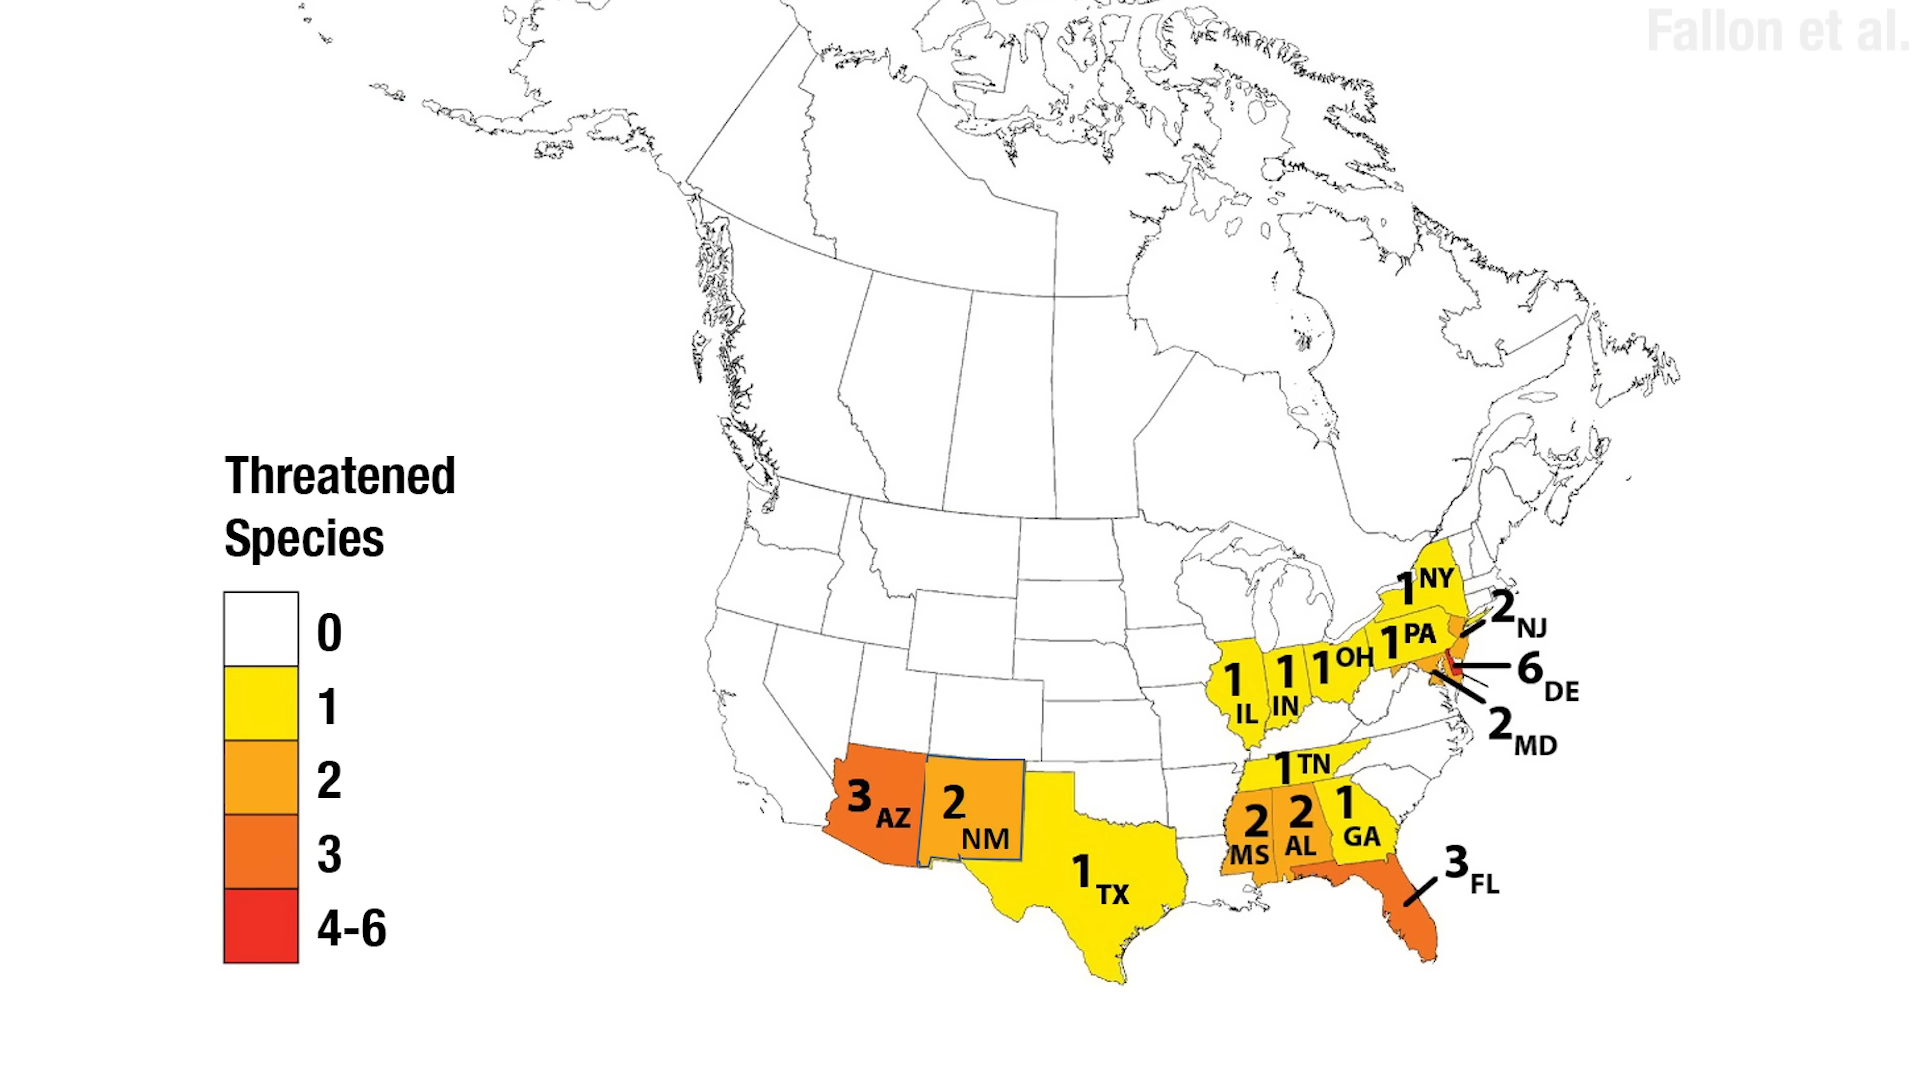 Fallon et al.
Threatened
Species
0
1
2
3
4-6
1 NY
2 NJ
1 PA
6 DE
1 OH
1 IN
1 IL
2 MD
1 TN
3 AZ
2 NM
1 TX
2 MS
2 AL
1 GA
3 FL